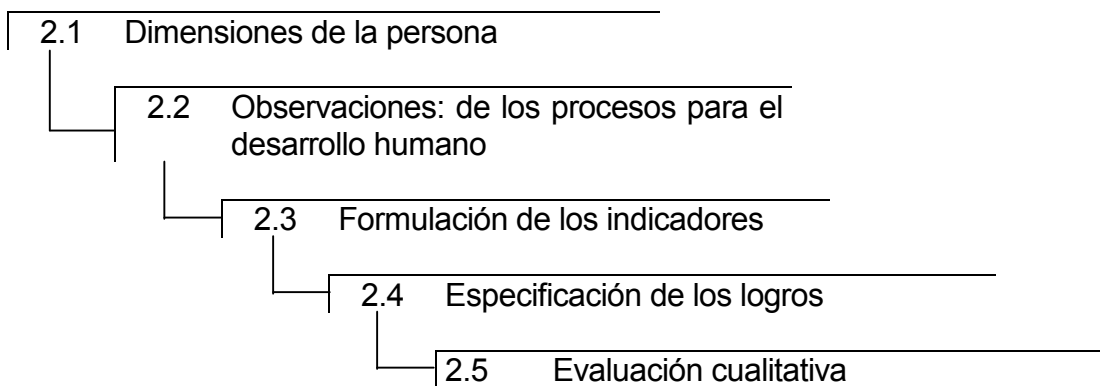 2.1 Dimensiones de la persona
2.2 Observaciones: de los procesos para el
desarrollo humano
2.3 Formulación de los indicadores
2.4 Especificación de los logros
2.5 Evaluación cualitativa